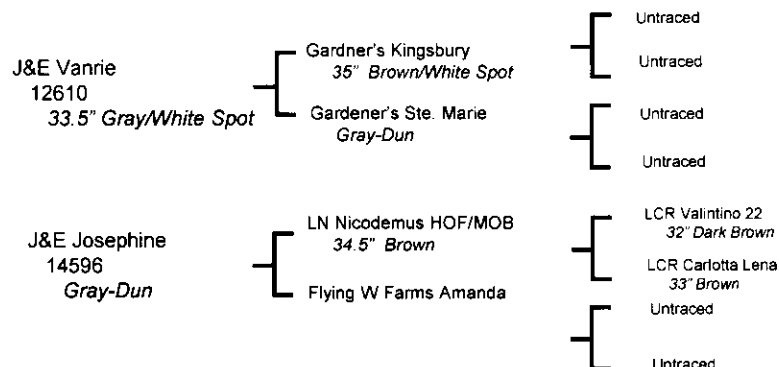 J&E Vanrie
12610
33.5" Gray/White Spot
Gardner's Kingsbury
35" Brown/White Spot
Gardener's Ste. Marie
Gray-Dun
Untraced
Untraced
Untraced
Untraced
J&E Josephine
14596
Gray-Dun
LN Nicodemus HOF/MOB
34.5" Brown
Flying W Farms Amanda
LCR Valintino 22
32" Dark Brown
LCR Carlotta Lena
33" Brown
Untraced
Untraced